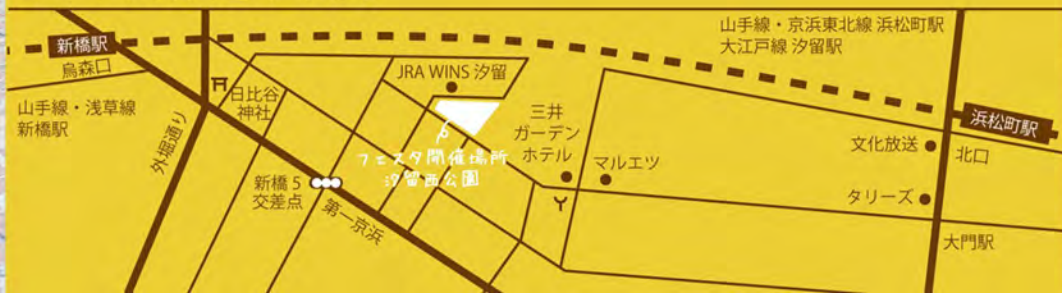 新橋駅
烏森口
山手線・浅草線
新橋駅
外堀通り
日比谷
神社
JRA WINS 汐留
フェスタ開催場所
汐留西公園
新橋 5
交差点
第一京浜
三井
ガーデン
ホテル
マルエツ
山手線・京浜東北線 浜松町駅
大江戸線 汐留駅
浜松町駅
文化放送
北口
タリーズ
大門駅